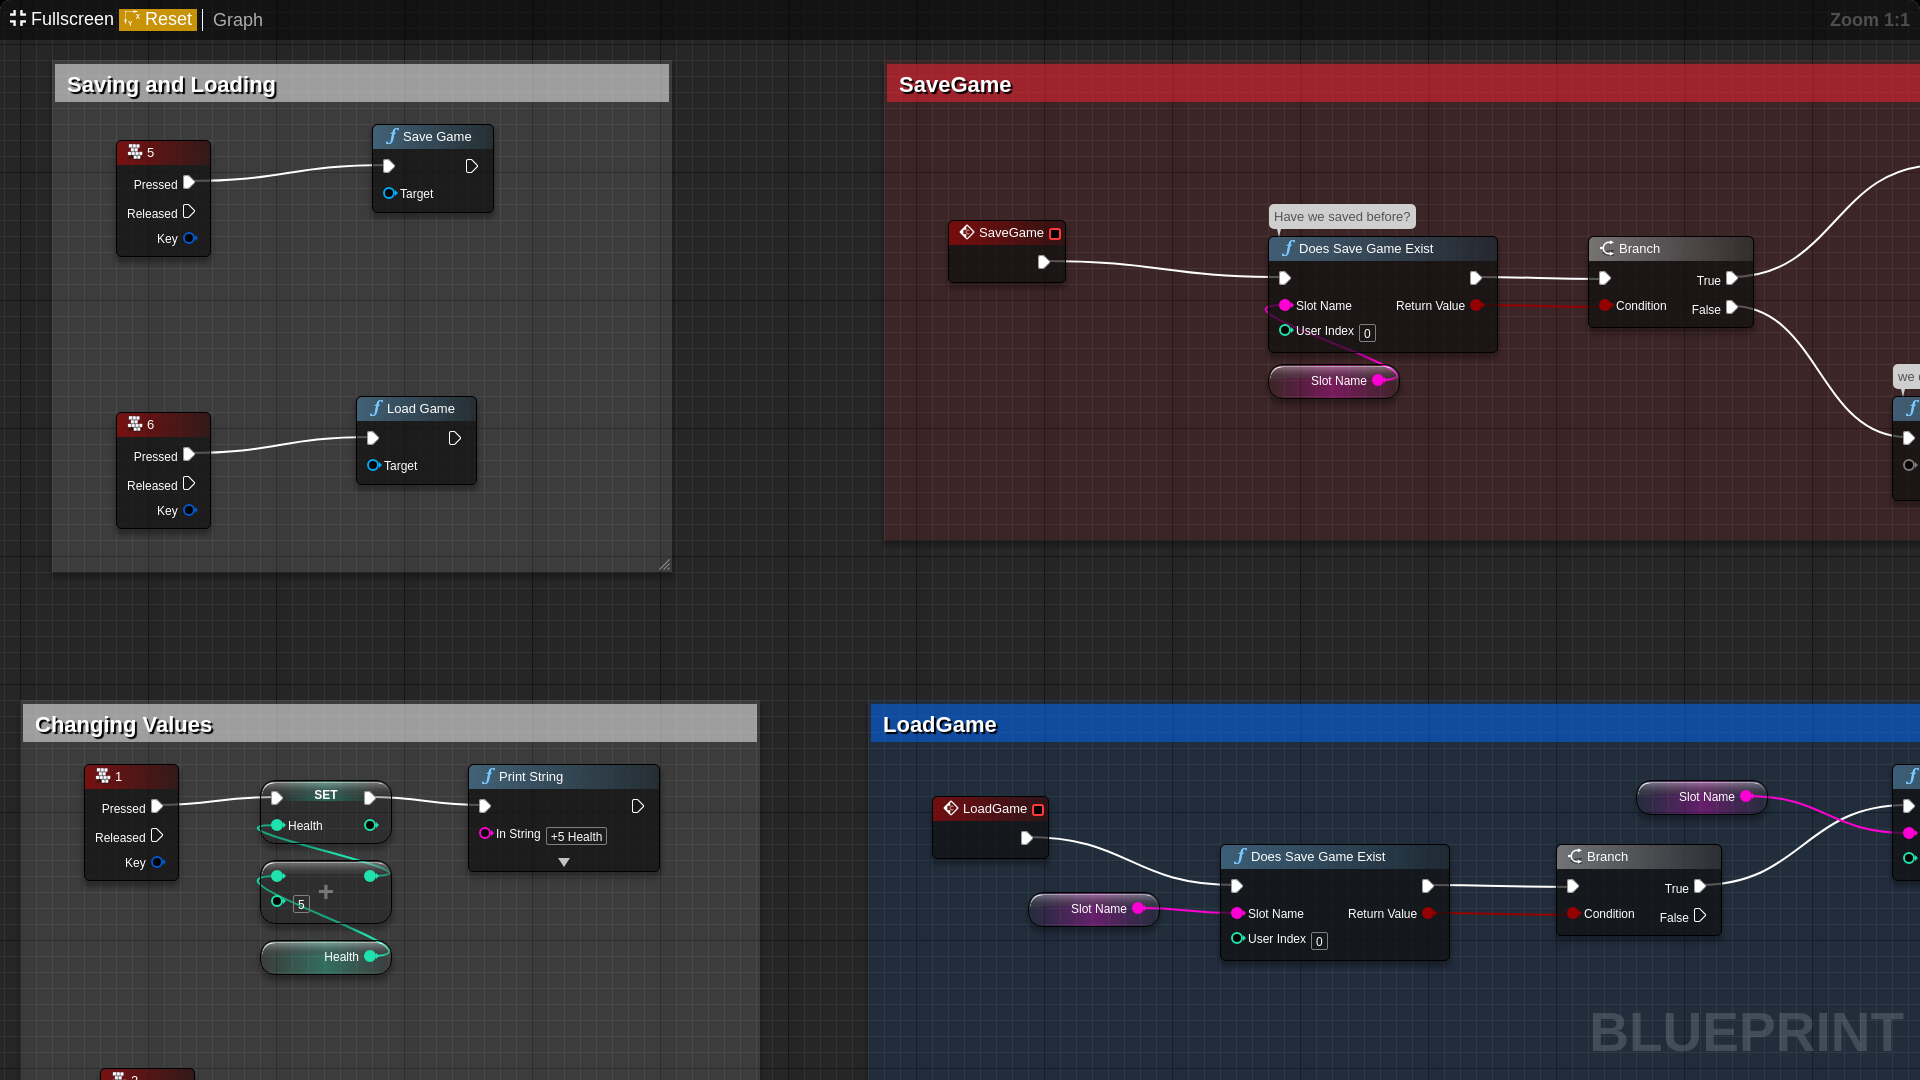 Fullscreen Reset Graph Zoom 1:1
Saving and Loading
5
Pressed
Released
Key
Save Game
Target
6
Pressed
Released
Key
Load Game
Target
SaveGame
SaveGame
Have we saved before?
Does Save Game Exist
Slot Name Return Value
User Index 0
Slot Name
Branch
True
Condition False
we
Changing Values
1
Pressed
Released
Key
SET
Health
+
5
Health
Print String
In String +5 Health
LoadGame
LoadGame
Slot Name
Does Save Game Exist
Slot Name Return Value
User Index 0
Branch
True
Condition False
Slot Name
BLUEPRINT